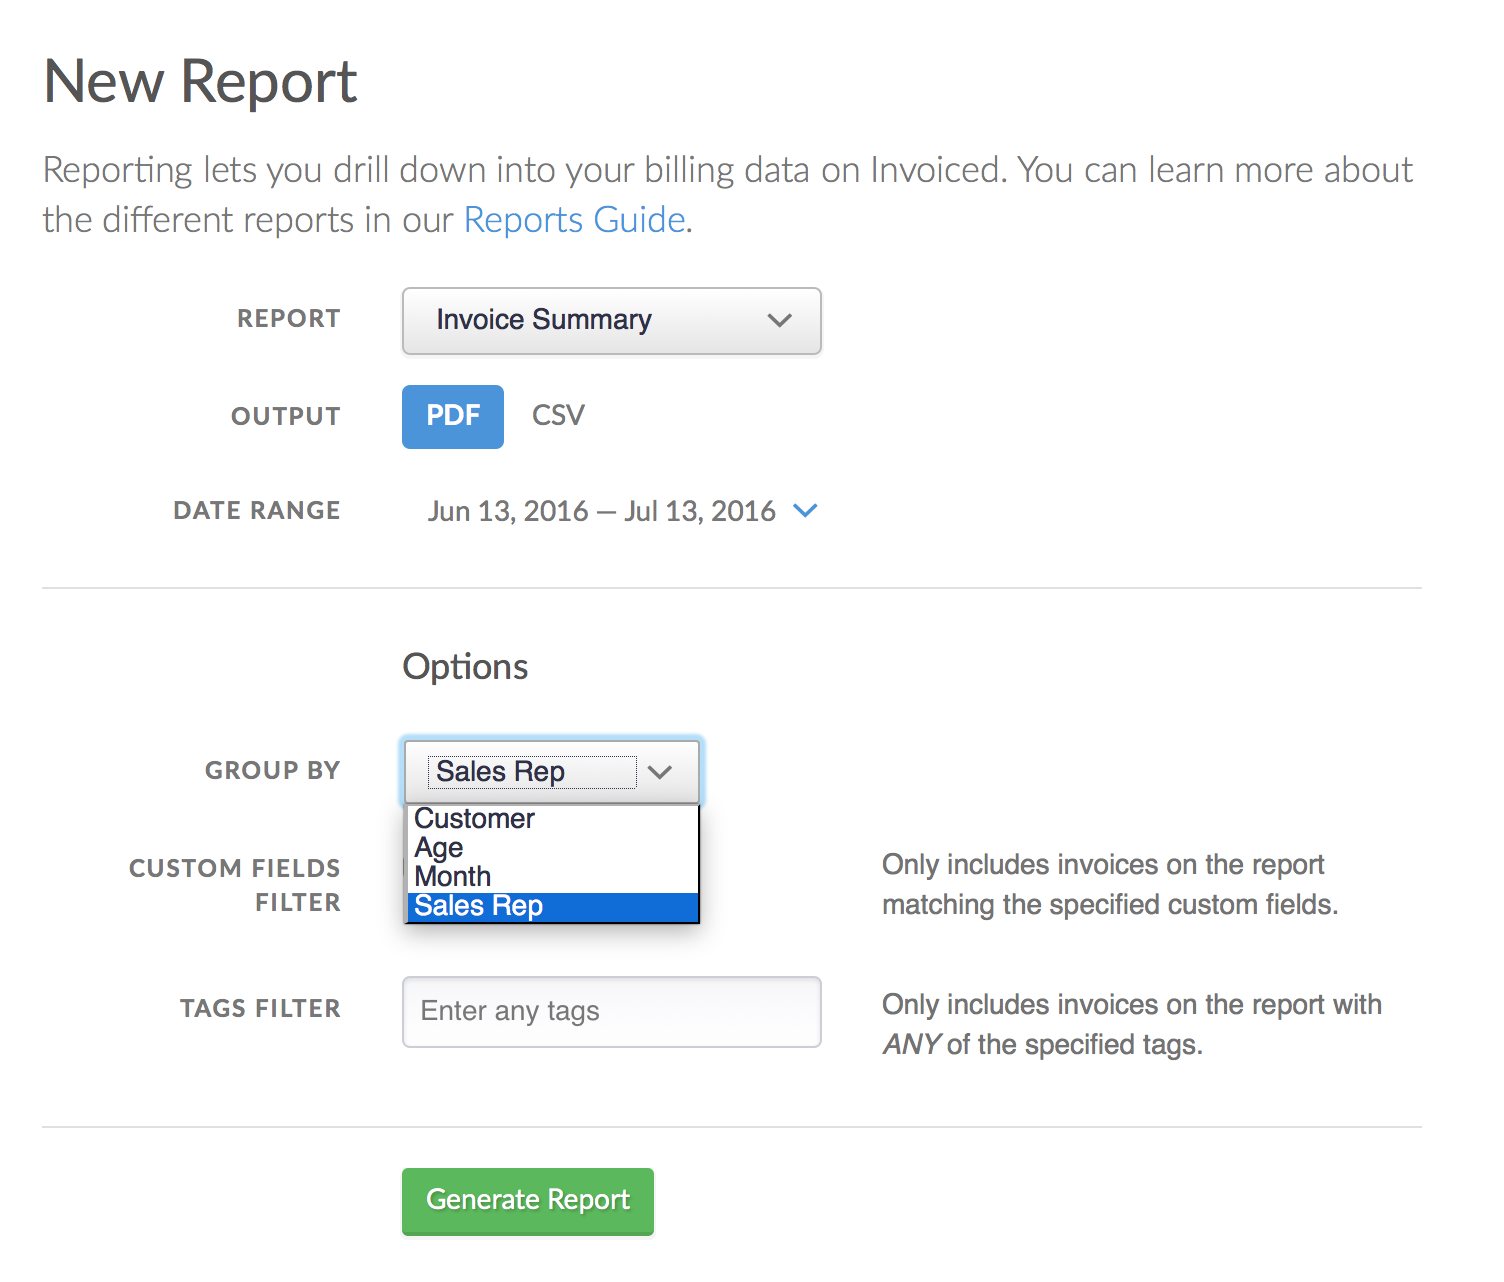 New Report
Reporting lets you drill down into your billing data on Invoiced. You can learn more about
the different reports in our Reports Guide.
REPORT
Invoice Summary
OUTPUT
PDF
CSV
DATE RANGE
Jun 13, 2016 — Jul 13, 2016
Options
GROUP BY
Sales Rep
Customer
Age
Month
Sales Rep
CUSTOM FIELDS
FILTER
Only includes invoices on the report
matching the specified custom fields.
TAGS FILTER
Enter any tags
Only includes invoices on the report with
ANY of the specified tags.
Generate Report